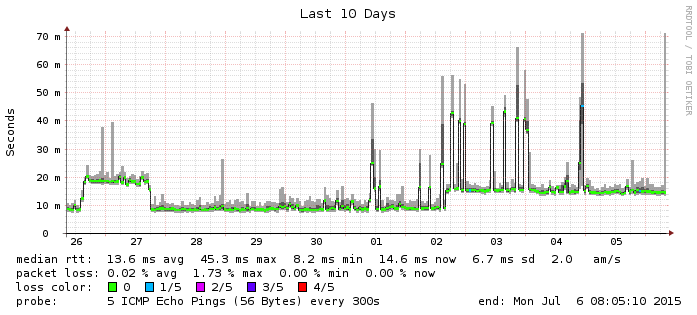 Last 10 Days
RRDTOOL / TOBI OETIKER
Seconds
70 m
60 m
50 m
40 m
30 m
20 m
10 m
0
26 27 28 29 30 01 02 03 04 05
median rtt: 13.6 ms avg 45.3 ms max 8.2 ms min 14.6 ms now 6.7 ms sd 2.0 am/s
packet loss: 0.02 % avg 1.73 % max 0.00 % min 0.00 % now
loss color: 0 1/5 2/5 3/5 4/5
probe: 5 ICMP Echo Pings (56 Bytes) every 300s end: Mon Jul 6 08:05:10 2015